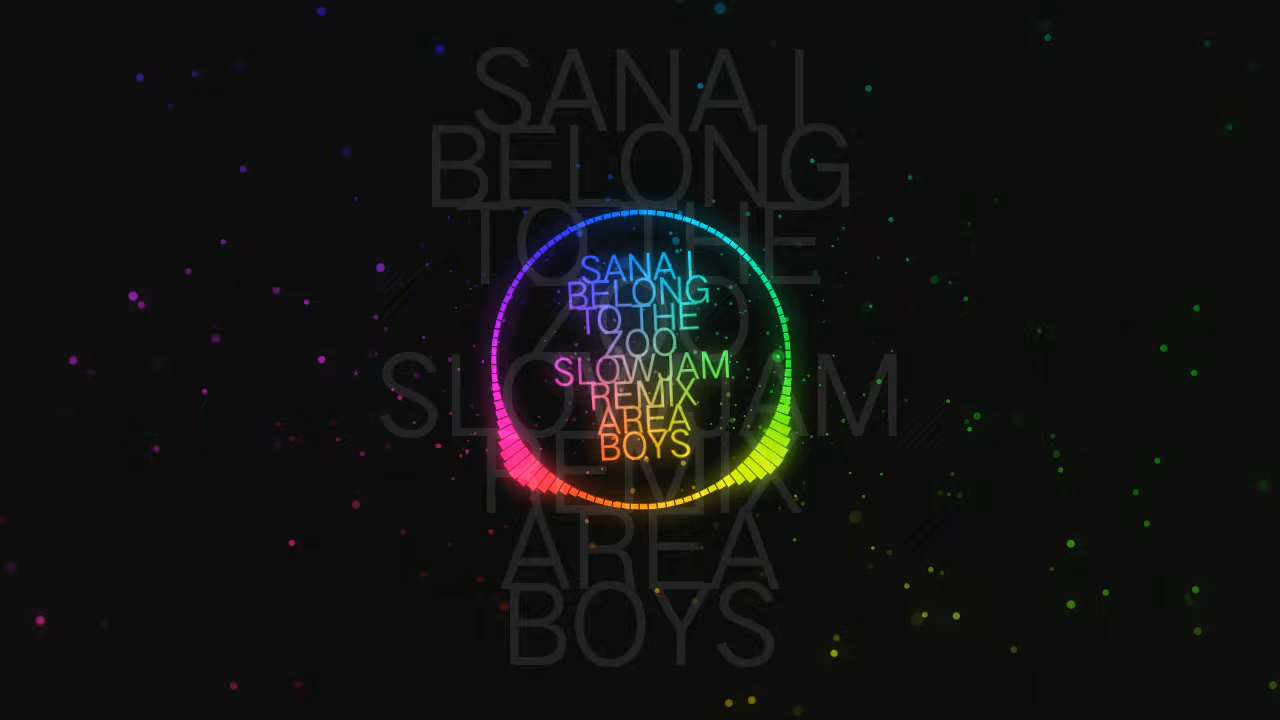 SANA I
BELONG
TO THE
ZOO
SLOWJAM
REMIX
AREA
BOYS
SANA I
BELONG
TO THE
ZOO
SLOWJAM
REMIX
AREA
BOYS